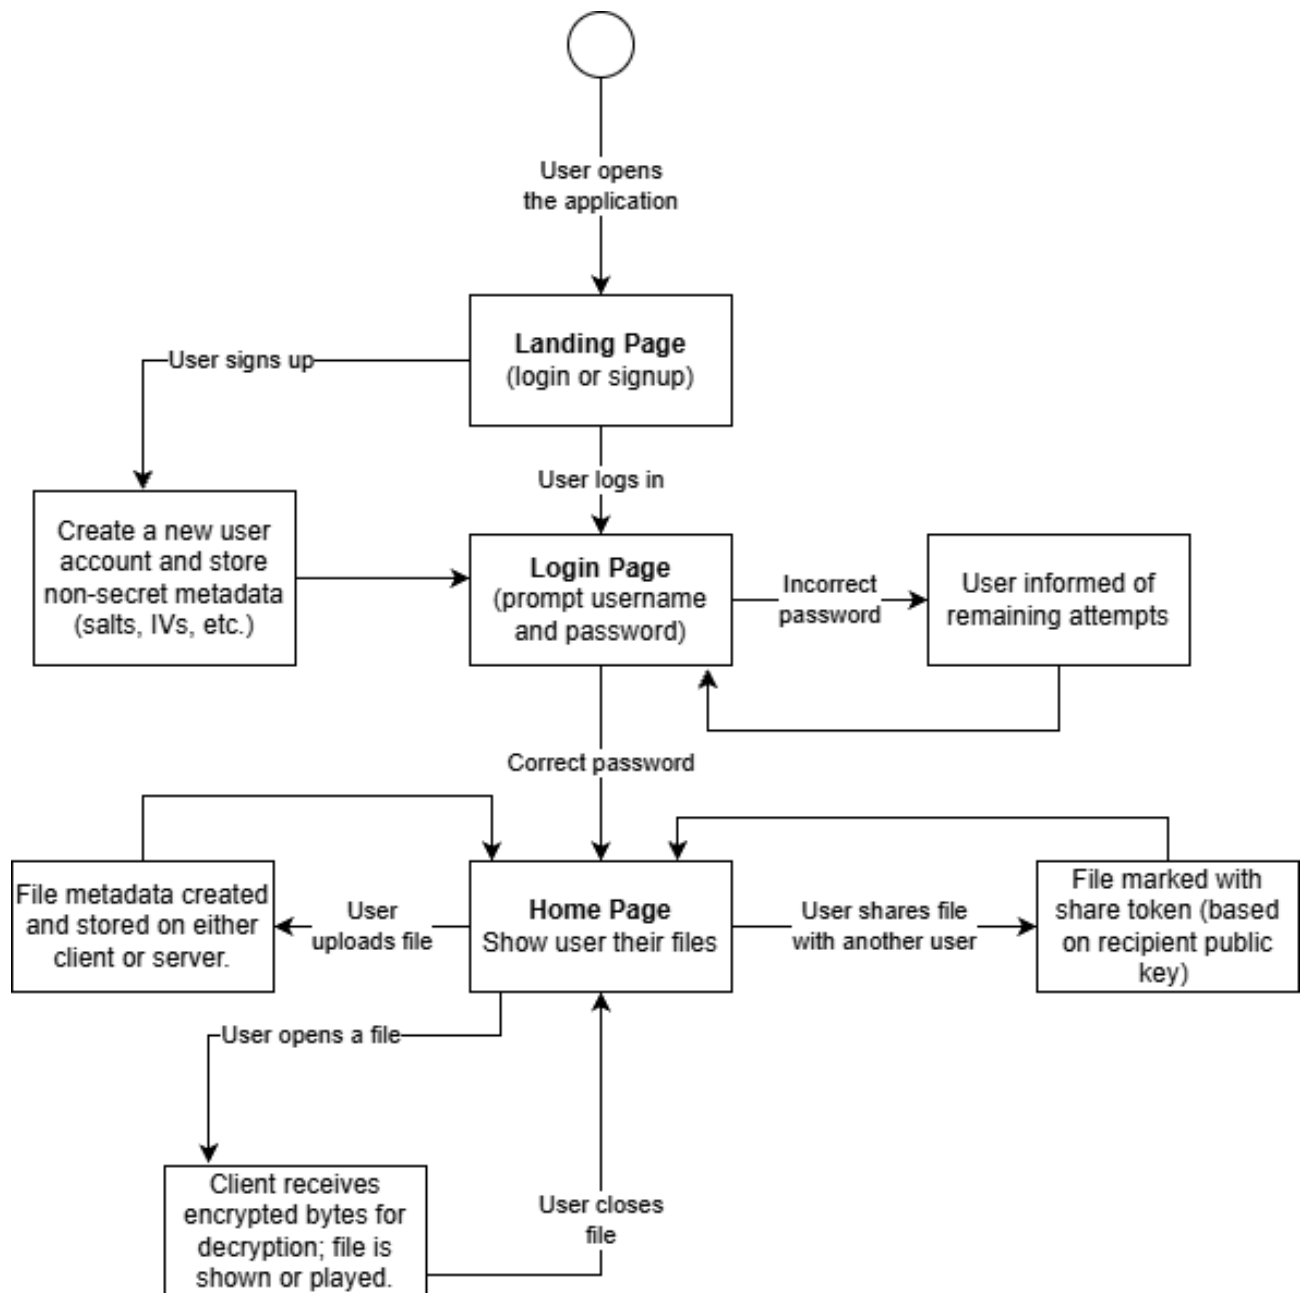 User opens
the application
Landing Page
(login or signup)
User signs up
User logs in
Create a new user
account and store
non-secret metadata
(salts, IVs, etc.)
Login Page
(prompt username
and password)
Incorrect
password
User informed of
remaining attempts
Correct password
File metadata created
and stored on either
client or server.
User
uploads file
Home Page
Show user their files
User shares file
with another user
File marked with
share token (based
on recipient public
key)
User opens a file
Client receives
encrypted bytes for
decryption; file is
shown or played.
User closes
file